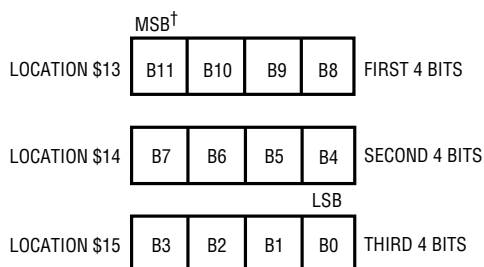 MSB†
LOCATION $13 B11 B10 B9 B8 FIRST 4 BITS
LOCATION $14 B7 B6 B5 B4 SECOND 4 BITS
LSB
LOCATION $15 B3 B2 B1 B0 THIRD 4 BITS